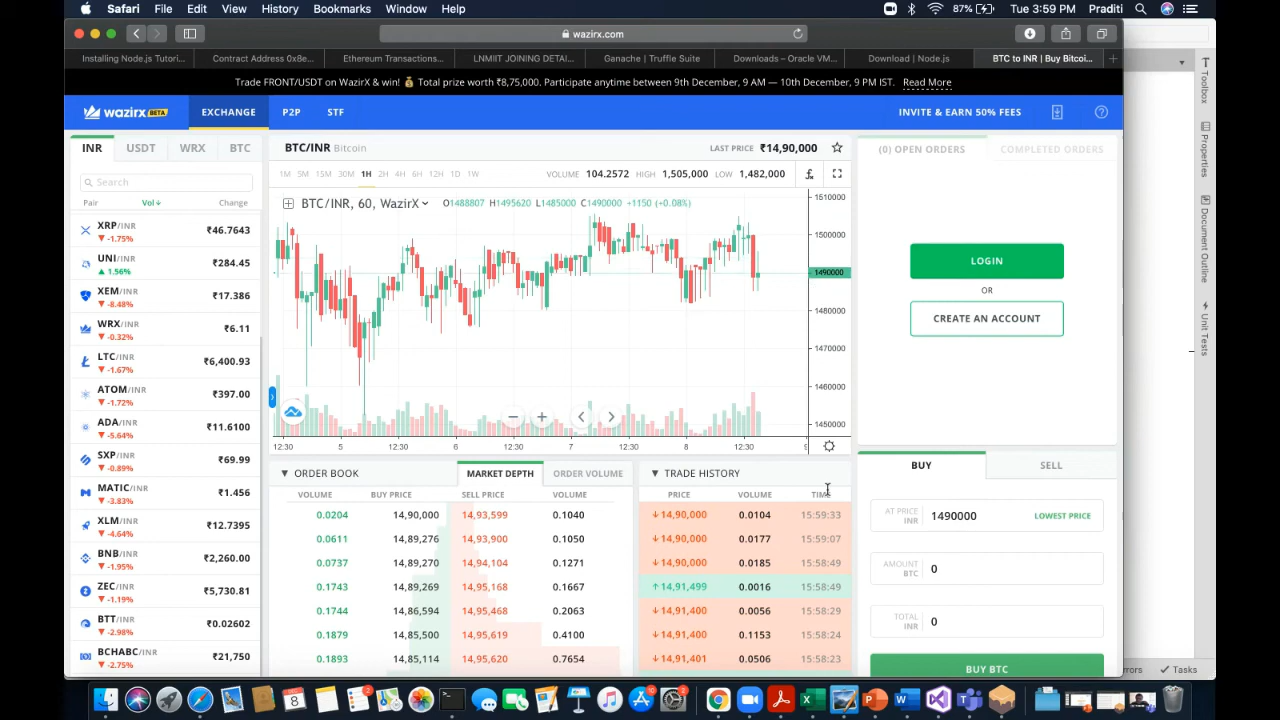 Safari File Edit View History Bookmarks Window Help 87% Tue 3:59 PM Praditi
wazirx.com
Installing Node.js Tutori... Contract Address 0x8e... Ethereum Transactions... LNMIIT JOINING DETAI... Ganache | Truffle Suite Downloads – Oracle VM... Download | Node.js BTC to INR | Buy Bitcoi...
Trade FRONT/USDT on WazirX & win! 💰 Total prize worth ₹8,75,000. Participate anytime between 9th December, 9 AM — 10th December, 9 PM IST. Read More
wazirx BETA EXCHANGE P2P STF INVITE & EARN 50% FEES
INR USDT WRX BTC
Search
Pair Vol↓ Change
XRP/INR ₹46.7643
▼ -1.75%
UNI/INR ₹284.45
▲ 1.56%
XEM/INR ₹17.386
▼ -8.48%
WRX/INR ₹6.11
▼ -0.32%
LTC/INR ₹6,400.93
▼ -1.67%
ATOM/INR ₹397.00
▼ -1.72%
ADA/INR ₹11.6100
▼ -5.64%
SXP/INR ₹69.99
▼ -0.89%
MATIC/INR ₹1.456
▼ -3.83%
XLM/INR ₹12.7395
▼ -4.64%
BNB/INR ₹2,260.00
▼ -1.95%
ZEC/INR ₹5,730.81
▼ -1.19%
BTT/INR ₹0.02602
▼ -2.98%
BCHABC/INR ₹21,750
▼ -2.75%
BTC/INR Bitcoin LAST PRICE ₹14,90,000
1M 5M 15M 30M 1H 2H 4H 6H 12H 1D 1W VOLUME 104.2572 HIGH 1,505,000 LOW 1,482,000
BTC/INR, 60, WazirX O1488807 H1495620 L1485000 C1490000 +1150 (+0.08%)
1510000
1500000
1490000
1480000
1470000
1460000
1450000
12:30 5 12:30 6 12:30 7 12:30 8 12:30 9
▼ ORDER BOOK MARKET DEPTH ORDER VOLUME
VOLUME BUY PRICE SELL PRICE VOLUME
0.0204 14,90,000 14,93,599 0.1040
0.0611 14,89,276 14,93,900 0.1050
0.0737 14,89,270 14,94,104 0.1271
0.1743 14,89,269 14,95,168 0.1667
0.1744 14,86,594 14,95,468 0.2063
0.1879 14,85,500 14,95,619 0.4100
0.1893 14,85,114 14,95,620 0.7654
▼ TRADE HISTORY
PRICE VOLUME TIME
↓14,90,000 0.0104 15:59:33
↓14,90,000 0.0177 15:59:07
↓14,90,000 0.0185 15:58:49
↑14,91,499 0.0016 15:58:49
↓14,91,400 0.0056 15:58:29
↓14,91,400 0.1153 15:58:24
↓14,91,401 0.0506 15:58:23
(0) OPEN ORDERS COMPLETED ORDERS
LOGIN
OR
CREATE AN ACCOUNT
BUY SELL
AT PRICE INR 1490000 LOWEST PRICE
AMOUNT BTC 0
TOTAL INR 0
BUY BTC
Toolbox
Properties
Document Outline
Unit Tests
rrors Tasks